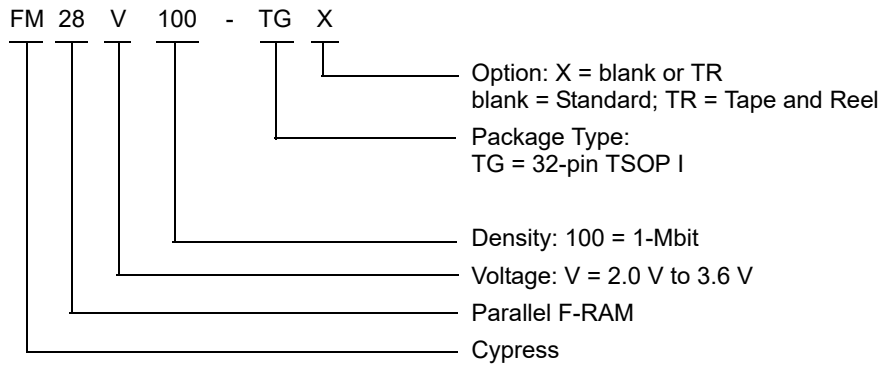 FM 28 V 100 - TG X
Option: X = blank or TR
blank = Standard; TR = Tape and Reel
Package Type:
TG = 32-pin TSOP I
Density: 100 = 1-Mbit
Voltage: V = 2.0 V to 3.6 V
Parallel F-RAM
Cypress